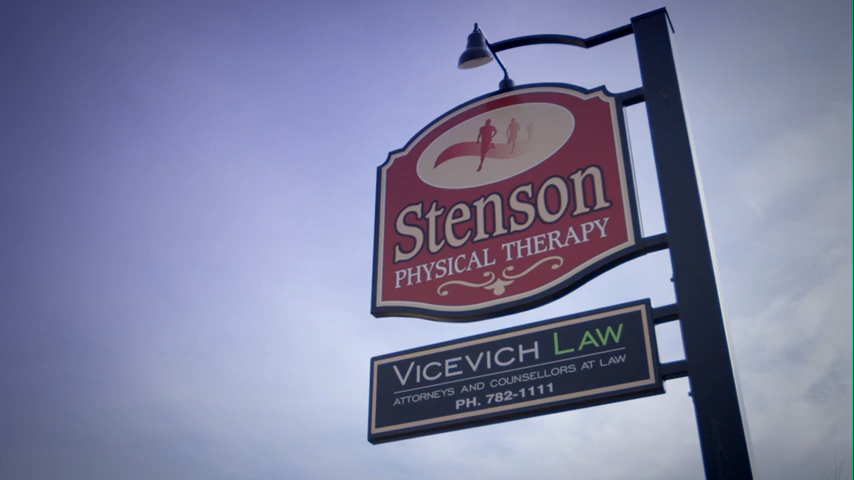 Stenson
PHYSICAL THERAPY
VICEVICH LAW
ATTORNEYS AND COUNSELLORS AT LAW
PH. 782-1111